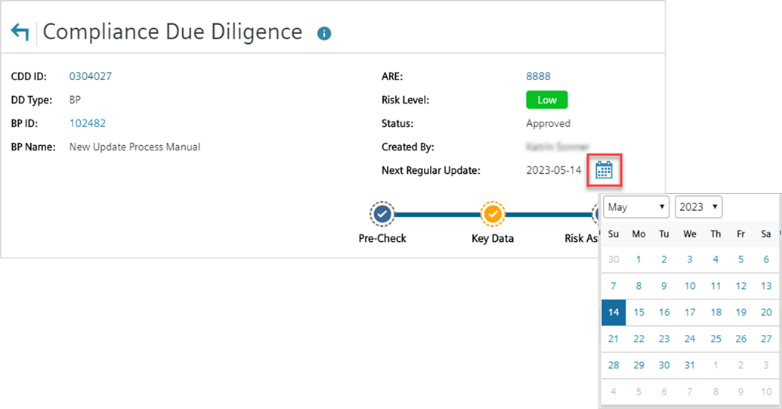 Compliance Due Diligence
CDD ID: 0304027
DD Type: BP
BP ID: 102482
BP Name: New Update Process Manual
ARE: 8888
Risk Level: Low
Status: Approved
Created By:
Next Regular Update: 2023-05-14
Pre-Check
Key Data
Risk As
May 2023
Su Mo Tu We Th Fr Sa
30 1 2 3 4 5 6
7 8 9 10 11 12 13
14 15 16 17 18 19 20
21 22 23 24 25 26 27
28 29 30 31 1 2 3
4 5 6 7 8 9 10